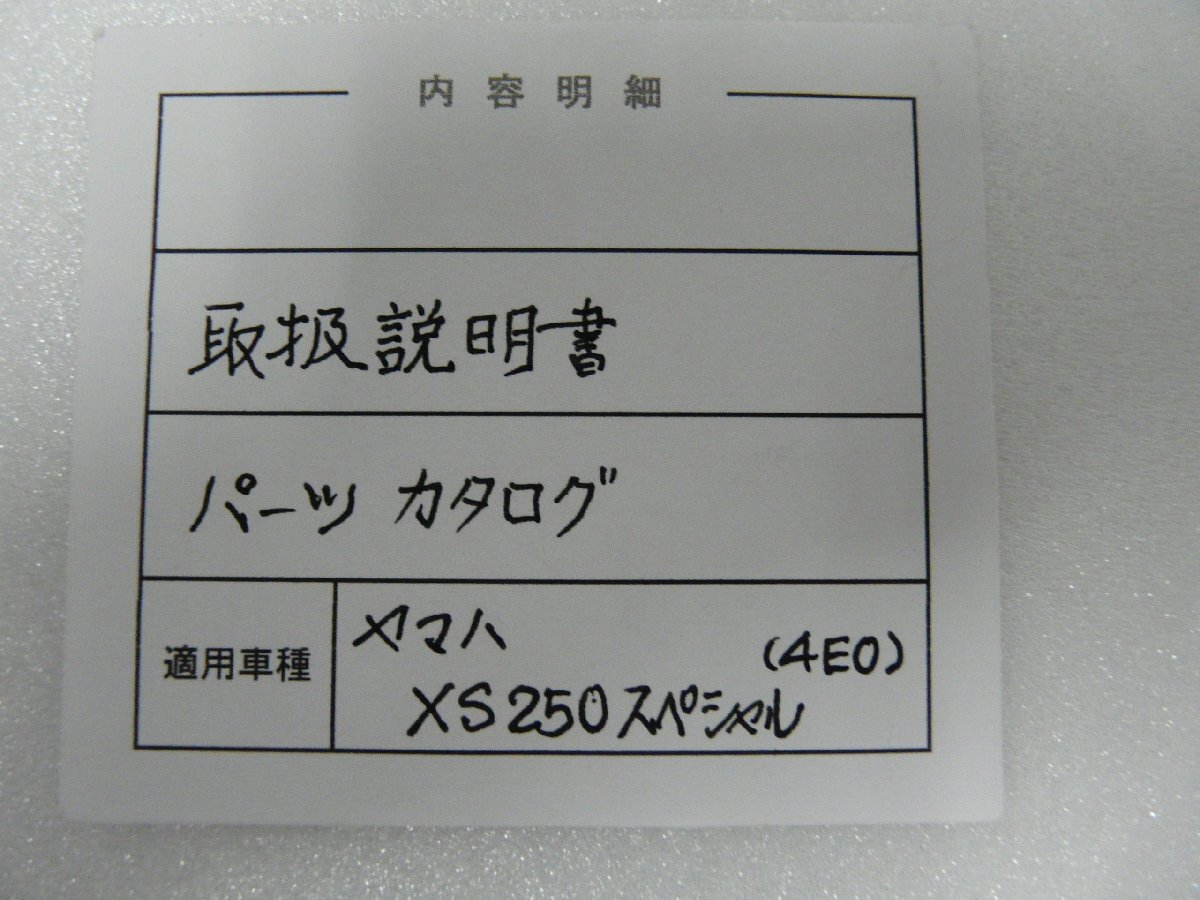 内容明細
取扱説明書
パーツ カタログ
適用車種
ヤマハ (4E0)
XS250スペシャル